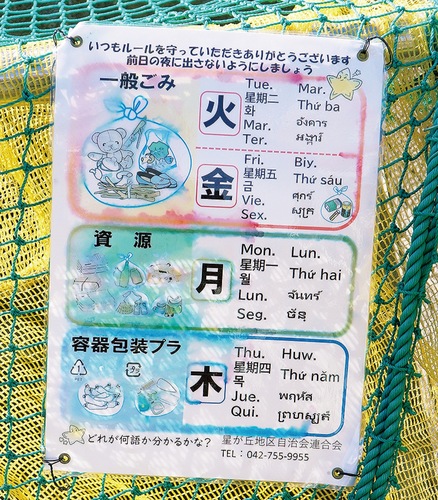 いつもルールを守っていただきありがとうございます
前日の夜に出さないようにしましょう
一般ごみ
火
Tue. Mar.
星期二 Thứ ba
화 อังคาร
Mar. អង្គារ៍
Ter.
金
Fri. Biy.
星期五 Thứ sáu
금 ศุกร์
Vie. សុក្រ
Sex.
資源
月
Mon. Lun.
星期一 Thứ hai
월
Lun. จันทร์
Seg. ច័ន្ទ
容器包装プラ
木
Thu. Huw.
星期四 Thứ năm
목
Jue. พฤหัส
Qui. ព្រហស្បតិ៍
どれが何語か分かるかな?
星が丘地区自治会連合会
TEL:042-755-9955